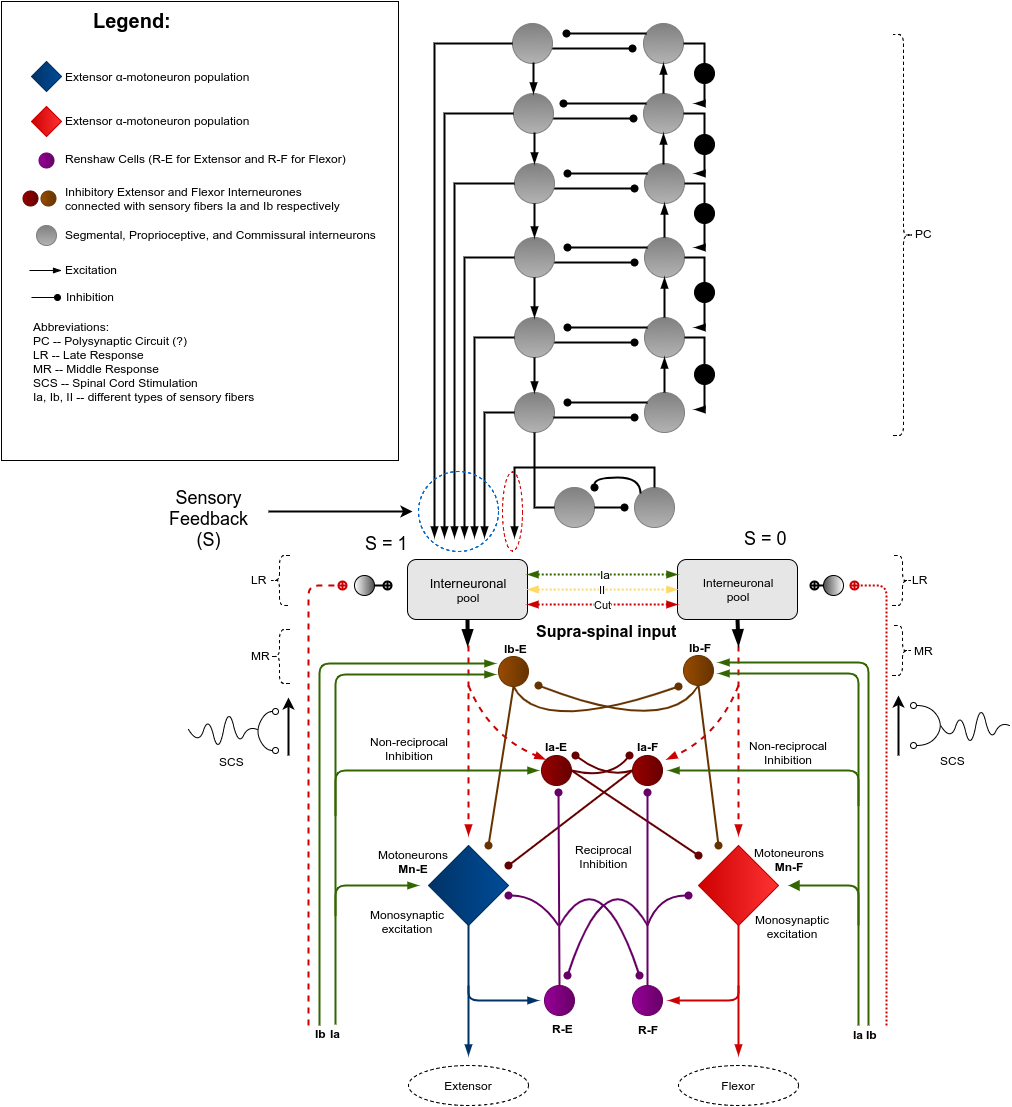 Legend:
Extensor α-motoneuron population
Extensor α-motoneuron population
Renshaw Cells (R-E for Extensor and R-F for Flexor)
Inhibitory Extensor and Flexor Interneurones
connected with sensory fibers Ia and Ib respectively
Segmental, Proprioceptive, and Commissural interneurons
Excitation
Inhibition
Abbreviations:
PC -- Polysynaptic Circuit (?)
LR -- Late Response
MR -- Middle Response
SCS -- Spinal Cord Stimulation
Ia, Ib, II -- different types of sensory fibers
PC
Sensory
Feedback
(S)
S = 1
S = 0
LR
Interneuronal
pool
Ia
II
Cut
Interneuronal
pool
LR
Supra-spinal input
MR
Ib-E
Ib-F
MR
SCS
SCS
Non-reciprocal
Inhibition
Ia-E
Ia-F
Non-reciprocal
Inhibition
Reciprocal
Inhibition
Motoneurons
Mn-E
Motoneurons
Mn-F
Monosynaptic
excitation
Monosynaptic
excitation
R-E
R-F
Ib Ia
Ia Ib
Extensor
Flexor